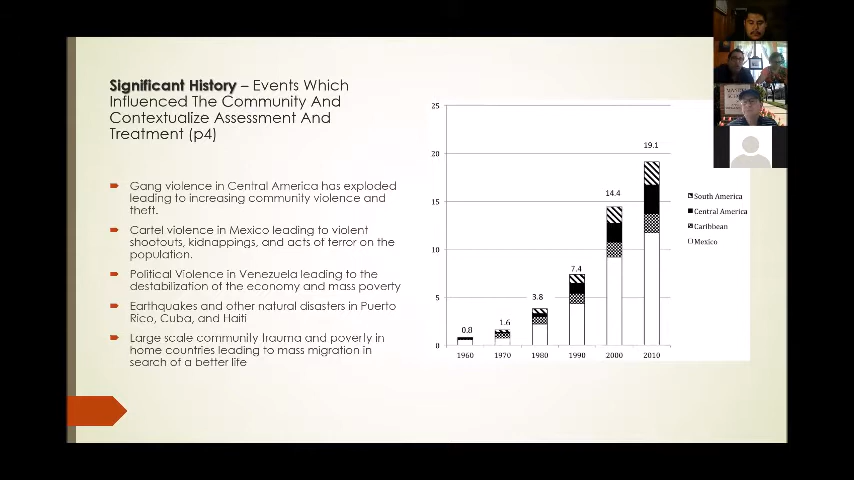 Significant History – Events Which
Influenced The Community And
Contextualize Assessment And
Treatment (p4)
Gang violence in Central America has exploded
leading to increasing community violence and
theft.
Cartel violence in Mexico leading to violent
shootouts, kidnappings, and acts of terror on the
population.
Political Violence in Venezuela leading to the
destabilization of the economy and mass poverty
Earthquakes and other natural disasters in Puerto
Rico, Cuba, and Haiti
Large scale community trauma and poverty in
home countries leading to mass migration in
search of a better life
25
20
15
10
5
0
0.8
1.6
3.8
7.4
14.4
19.1
1960 1970 1980 1990 2000 2010
South America
Central America
Caribbean
Mexico